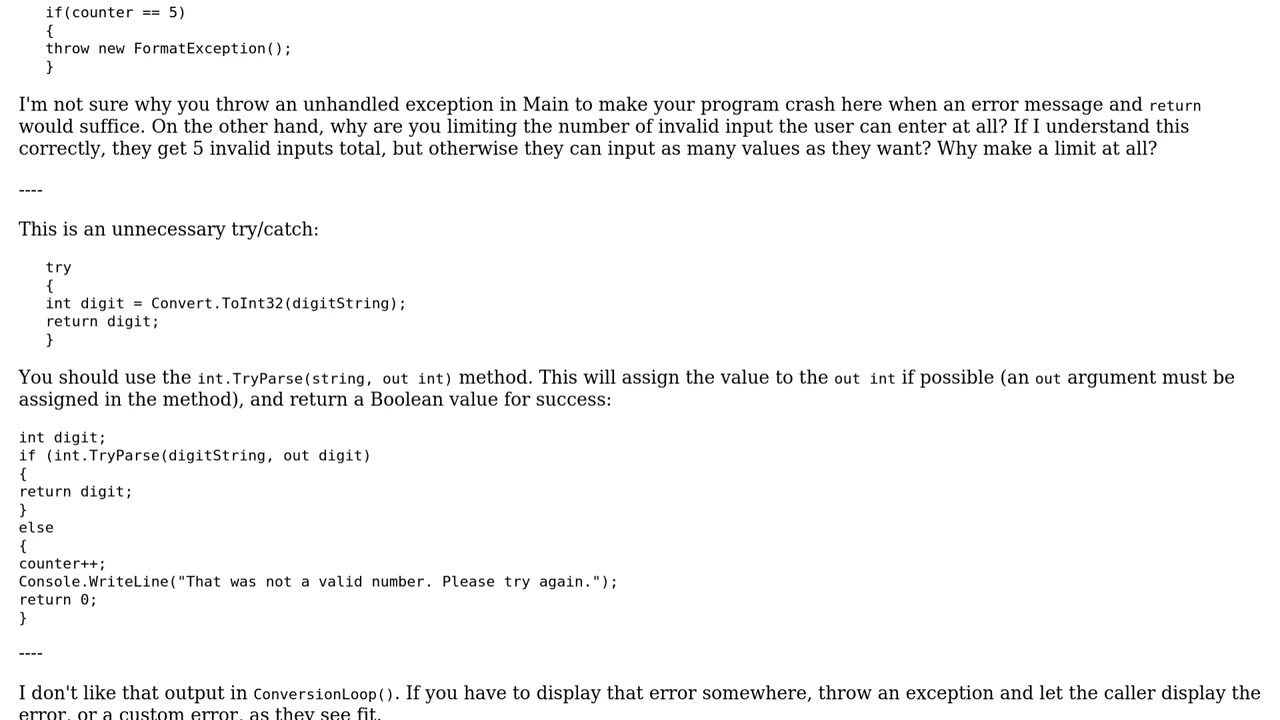 if(counter == 5)
{
throw new FormatException();
}
I'm not sure why you throw an unhandled exception in Main to make your program crash here when an error message and return
would suffice. On the other hand, why are you limiting the number of invalid input the user can enter at all? If I understand this
correctly, they get 5 invalid inputs total, but otherwise they can input as many values as they want? Why make a limit at all?
----
This is an unnecessary try/catch:
try
{
int digit = Convert.ToInt32(digitString);
return digit;
}
You should use the int.TryParse(string, out int) method. This will assign the value to the out int if possible (an out argument must be
assigned in the method), and return a Boolean value for success:
int digit;
if (int.TryParse(digitString, out digit)
{
return digit;
}
else
{
counter++;
Console.WriteLine("That was not a valid number. Please try again.");
return 0;
}
----
I don't like that output in ConversionLoop(). If you have to display that error somewhere, throw an exception and let the caller display the
error, or a custom error, as they see fit.